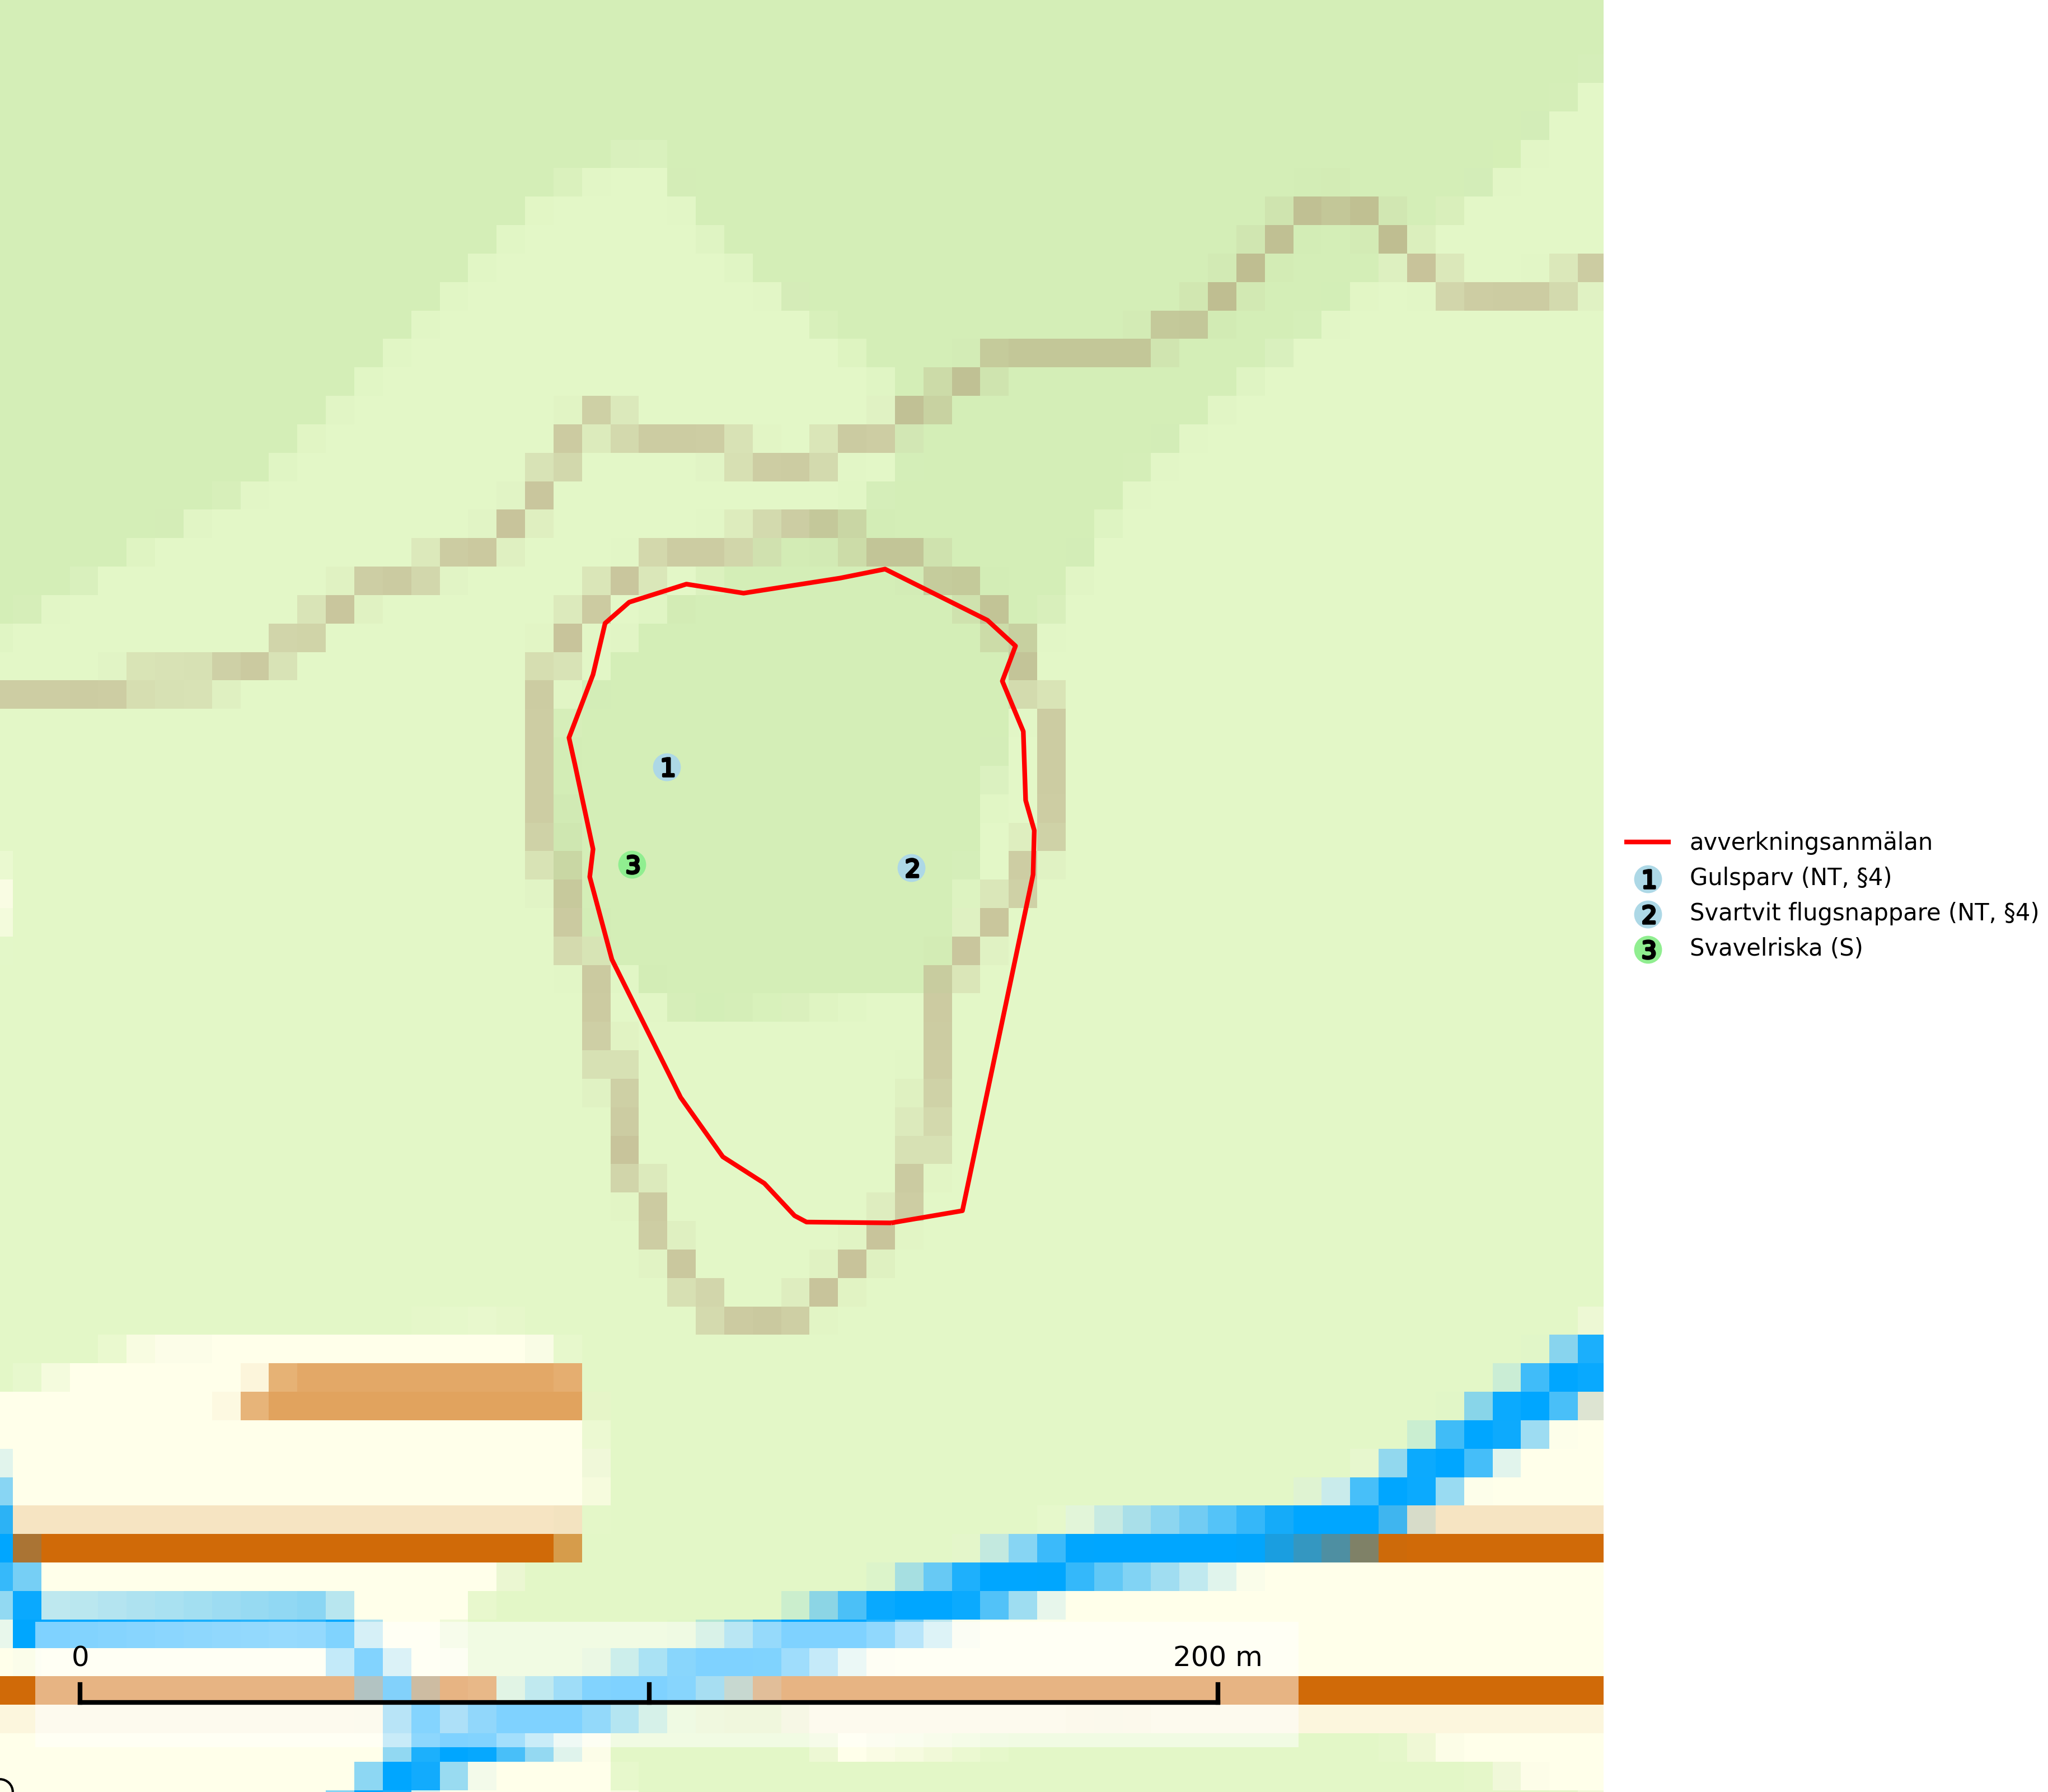 1
3
2
avverkningsanmälan
1 Gulsparv (NT, §4)
2 Svartvit flugsnappare (NT, §4)
3 Svavelriska (S)
0 200 m